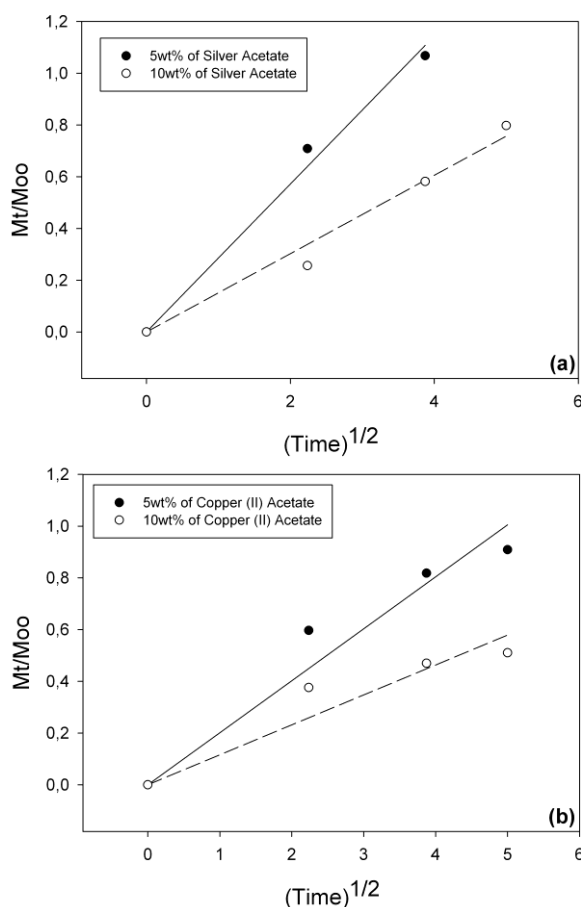 1,2
1,0
0,8
0,6
0,4
0,2
0,0
Mt/Moo
5wt% of Silver Acetate
10wt% of Silver Acetate
(a)
0 2 4 6
(Time)1/2
1,2
1,0
0,8
0,6
0,4
0,2
0,0
Mt/Moo
5wt% of Copper (II) Acetate
10wt% of Copper (II) Acetate
(b)
0 1 2 3 4 5 6
(Time)1/2